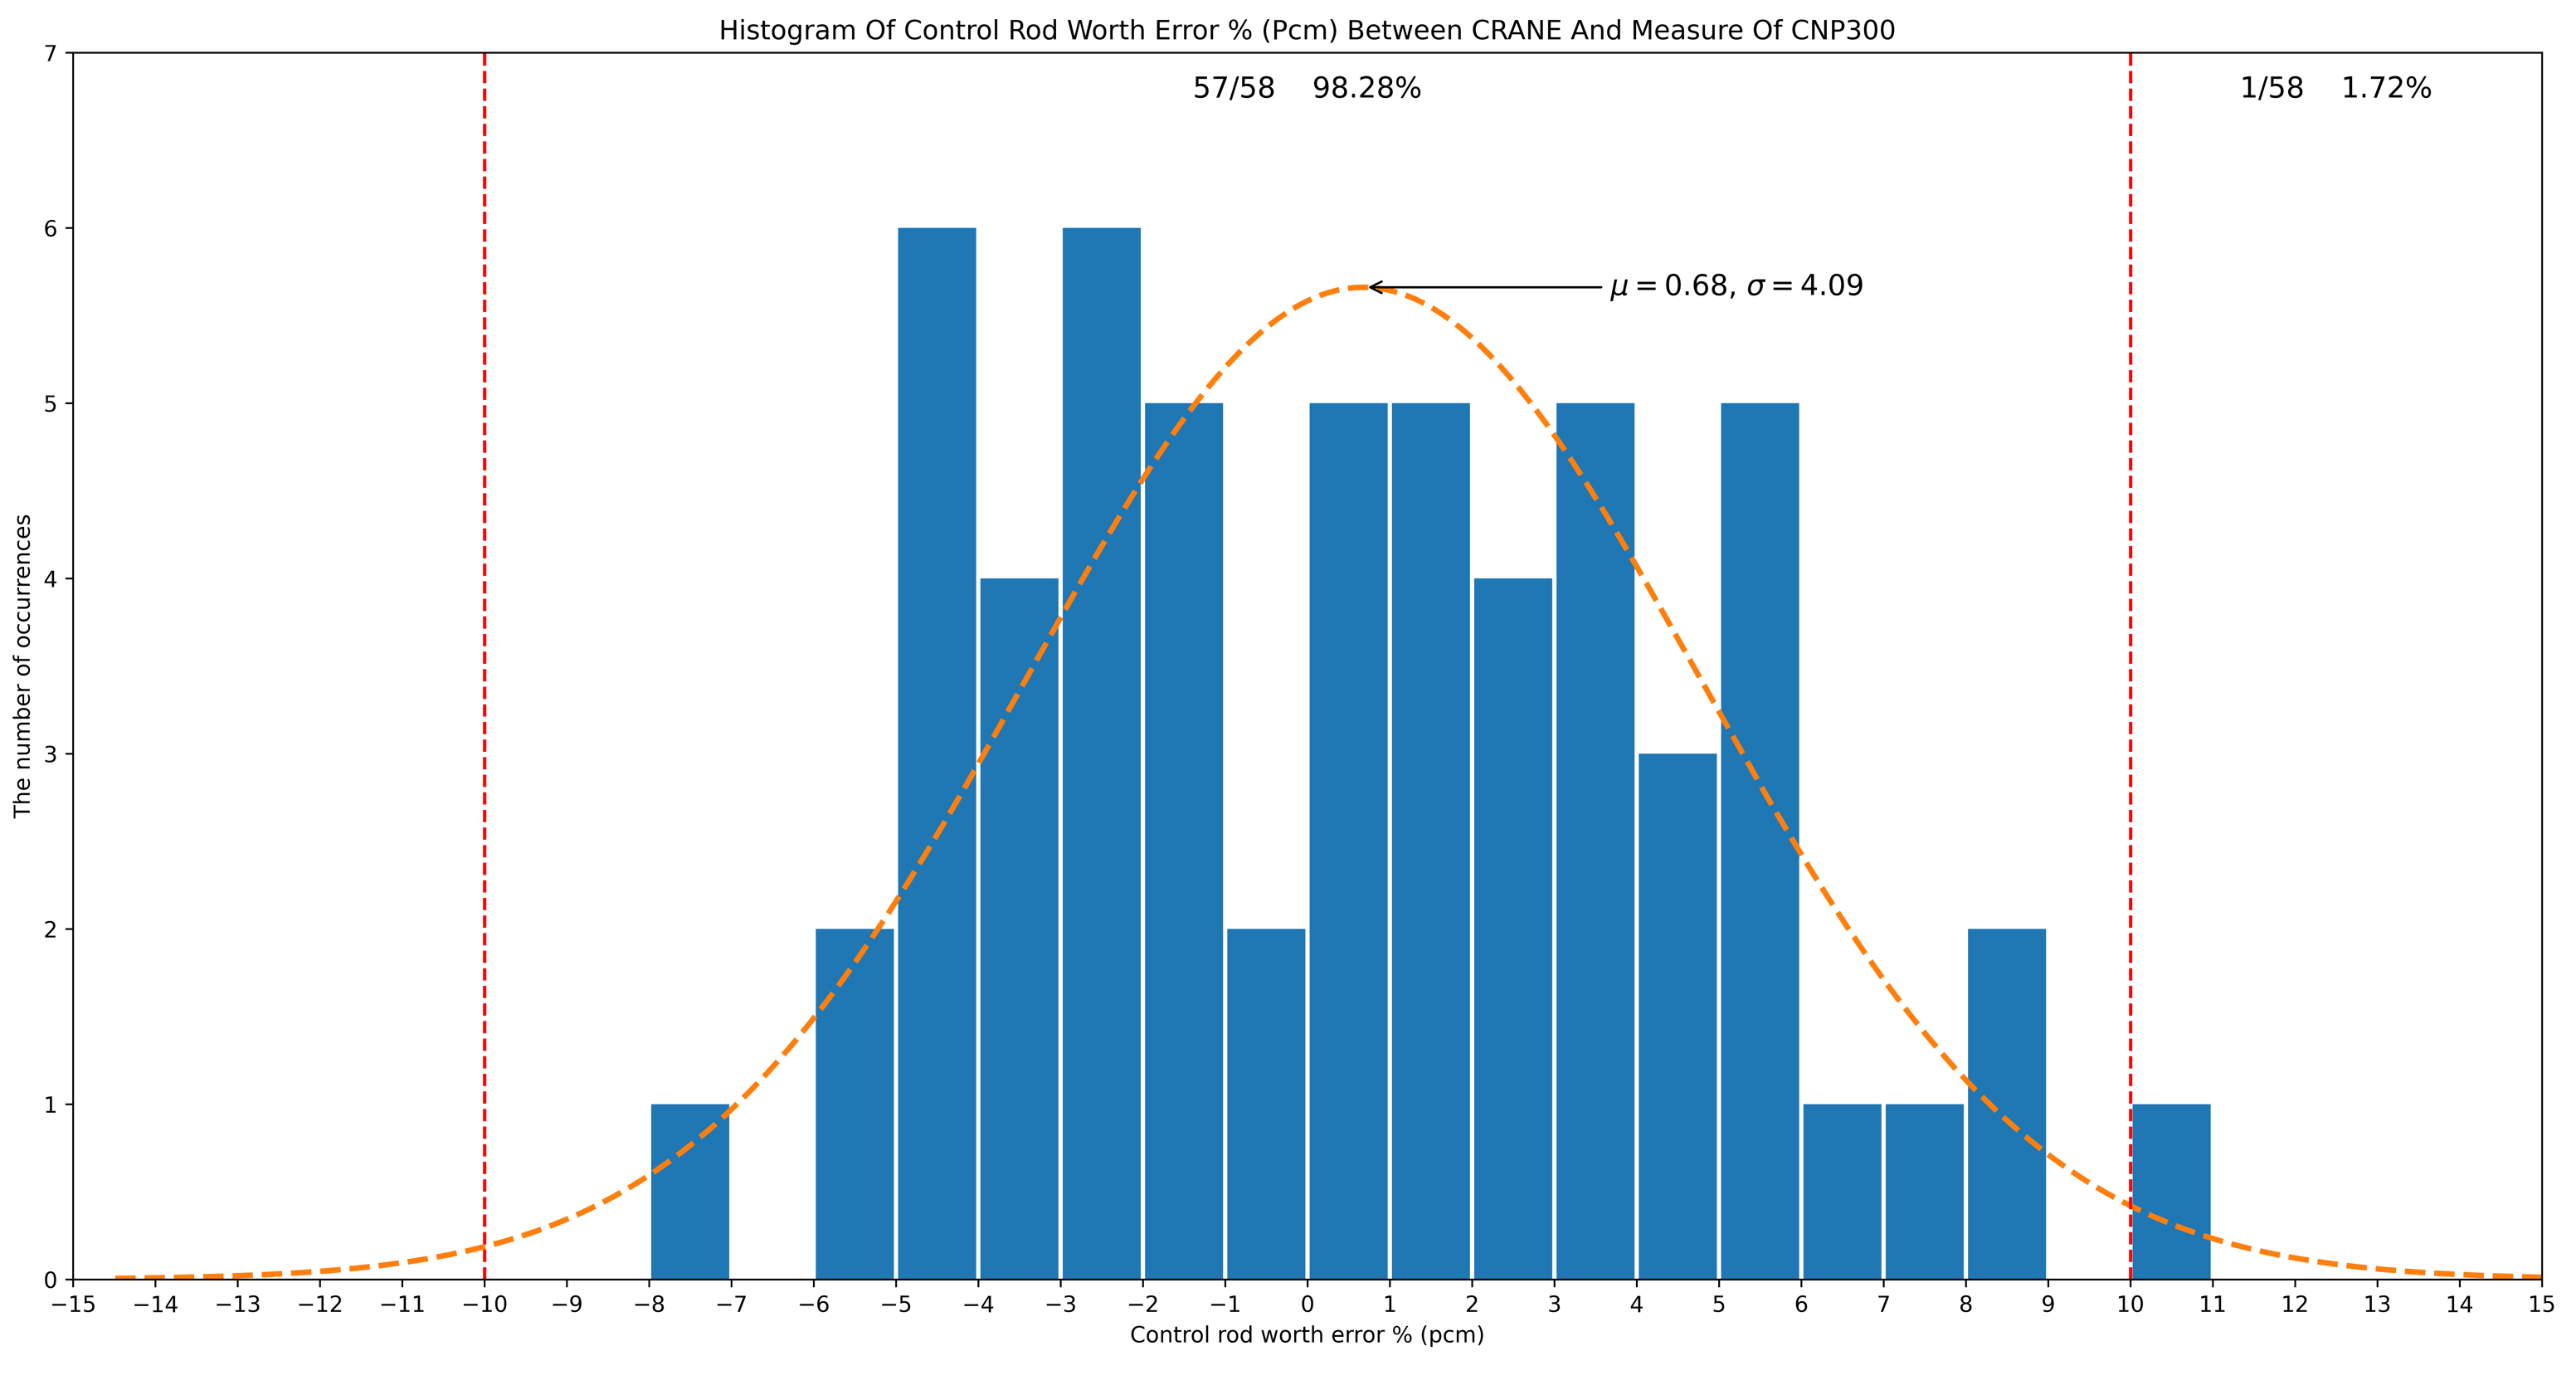 Histogram Of Control Rod Worth Error % (Pcm) Between CRANE And Measure Of CNP300
57/58 98.28%
1/58 1.72%
μ = 0.68, σ = 4.09
The number of occurrences
7
6
5
4
3
2
1
0
−15 −14 −13 −12 −11 −10 −9 −8 −7 −6 −5 −4 −3 −2 −1 0 1 2 3 4 5 6 7 8 9 10 11 12 13 14 15
Control rod worth error % (pcm)